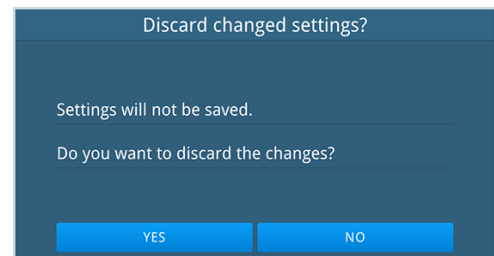 Discard changed settings?
Settings will not be saved.
Do you want to discard the changes?
YES
NO